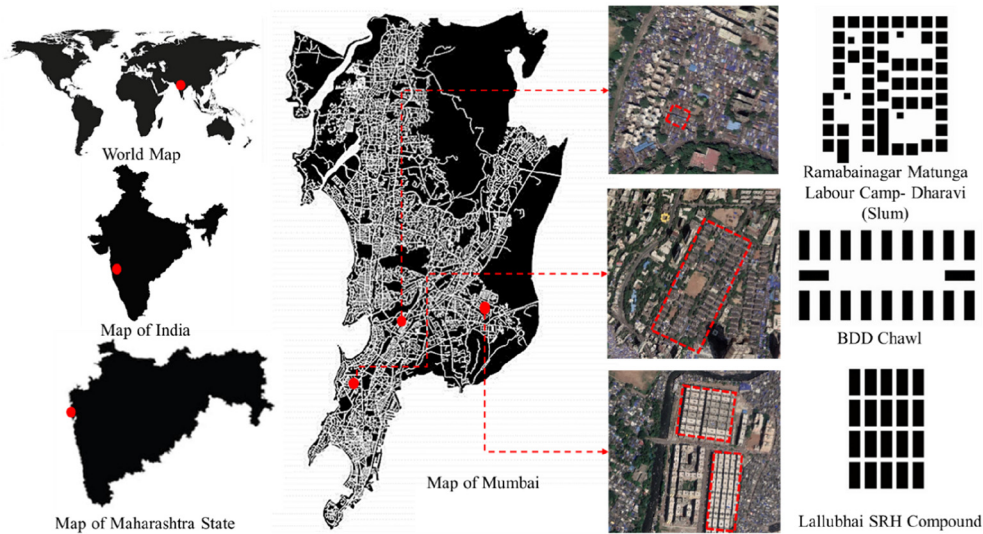 World Map
Map of India
Map of Maharashtra State
Map of Mumbai
Ramabainagar Matunga
Labour Camp- Dharavi
(Slum)
BDD Chawl
Lallubhai SRH Compound